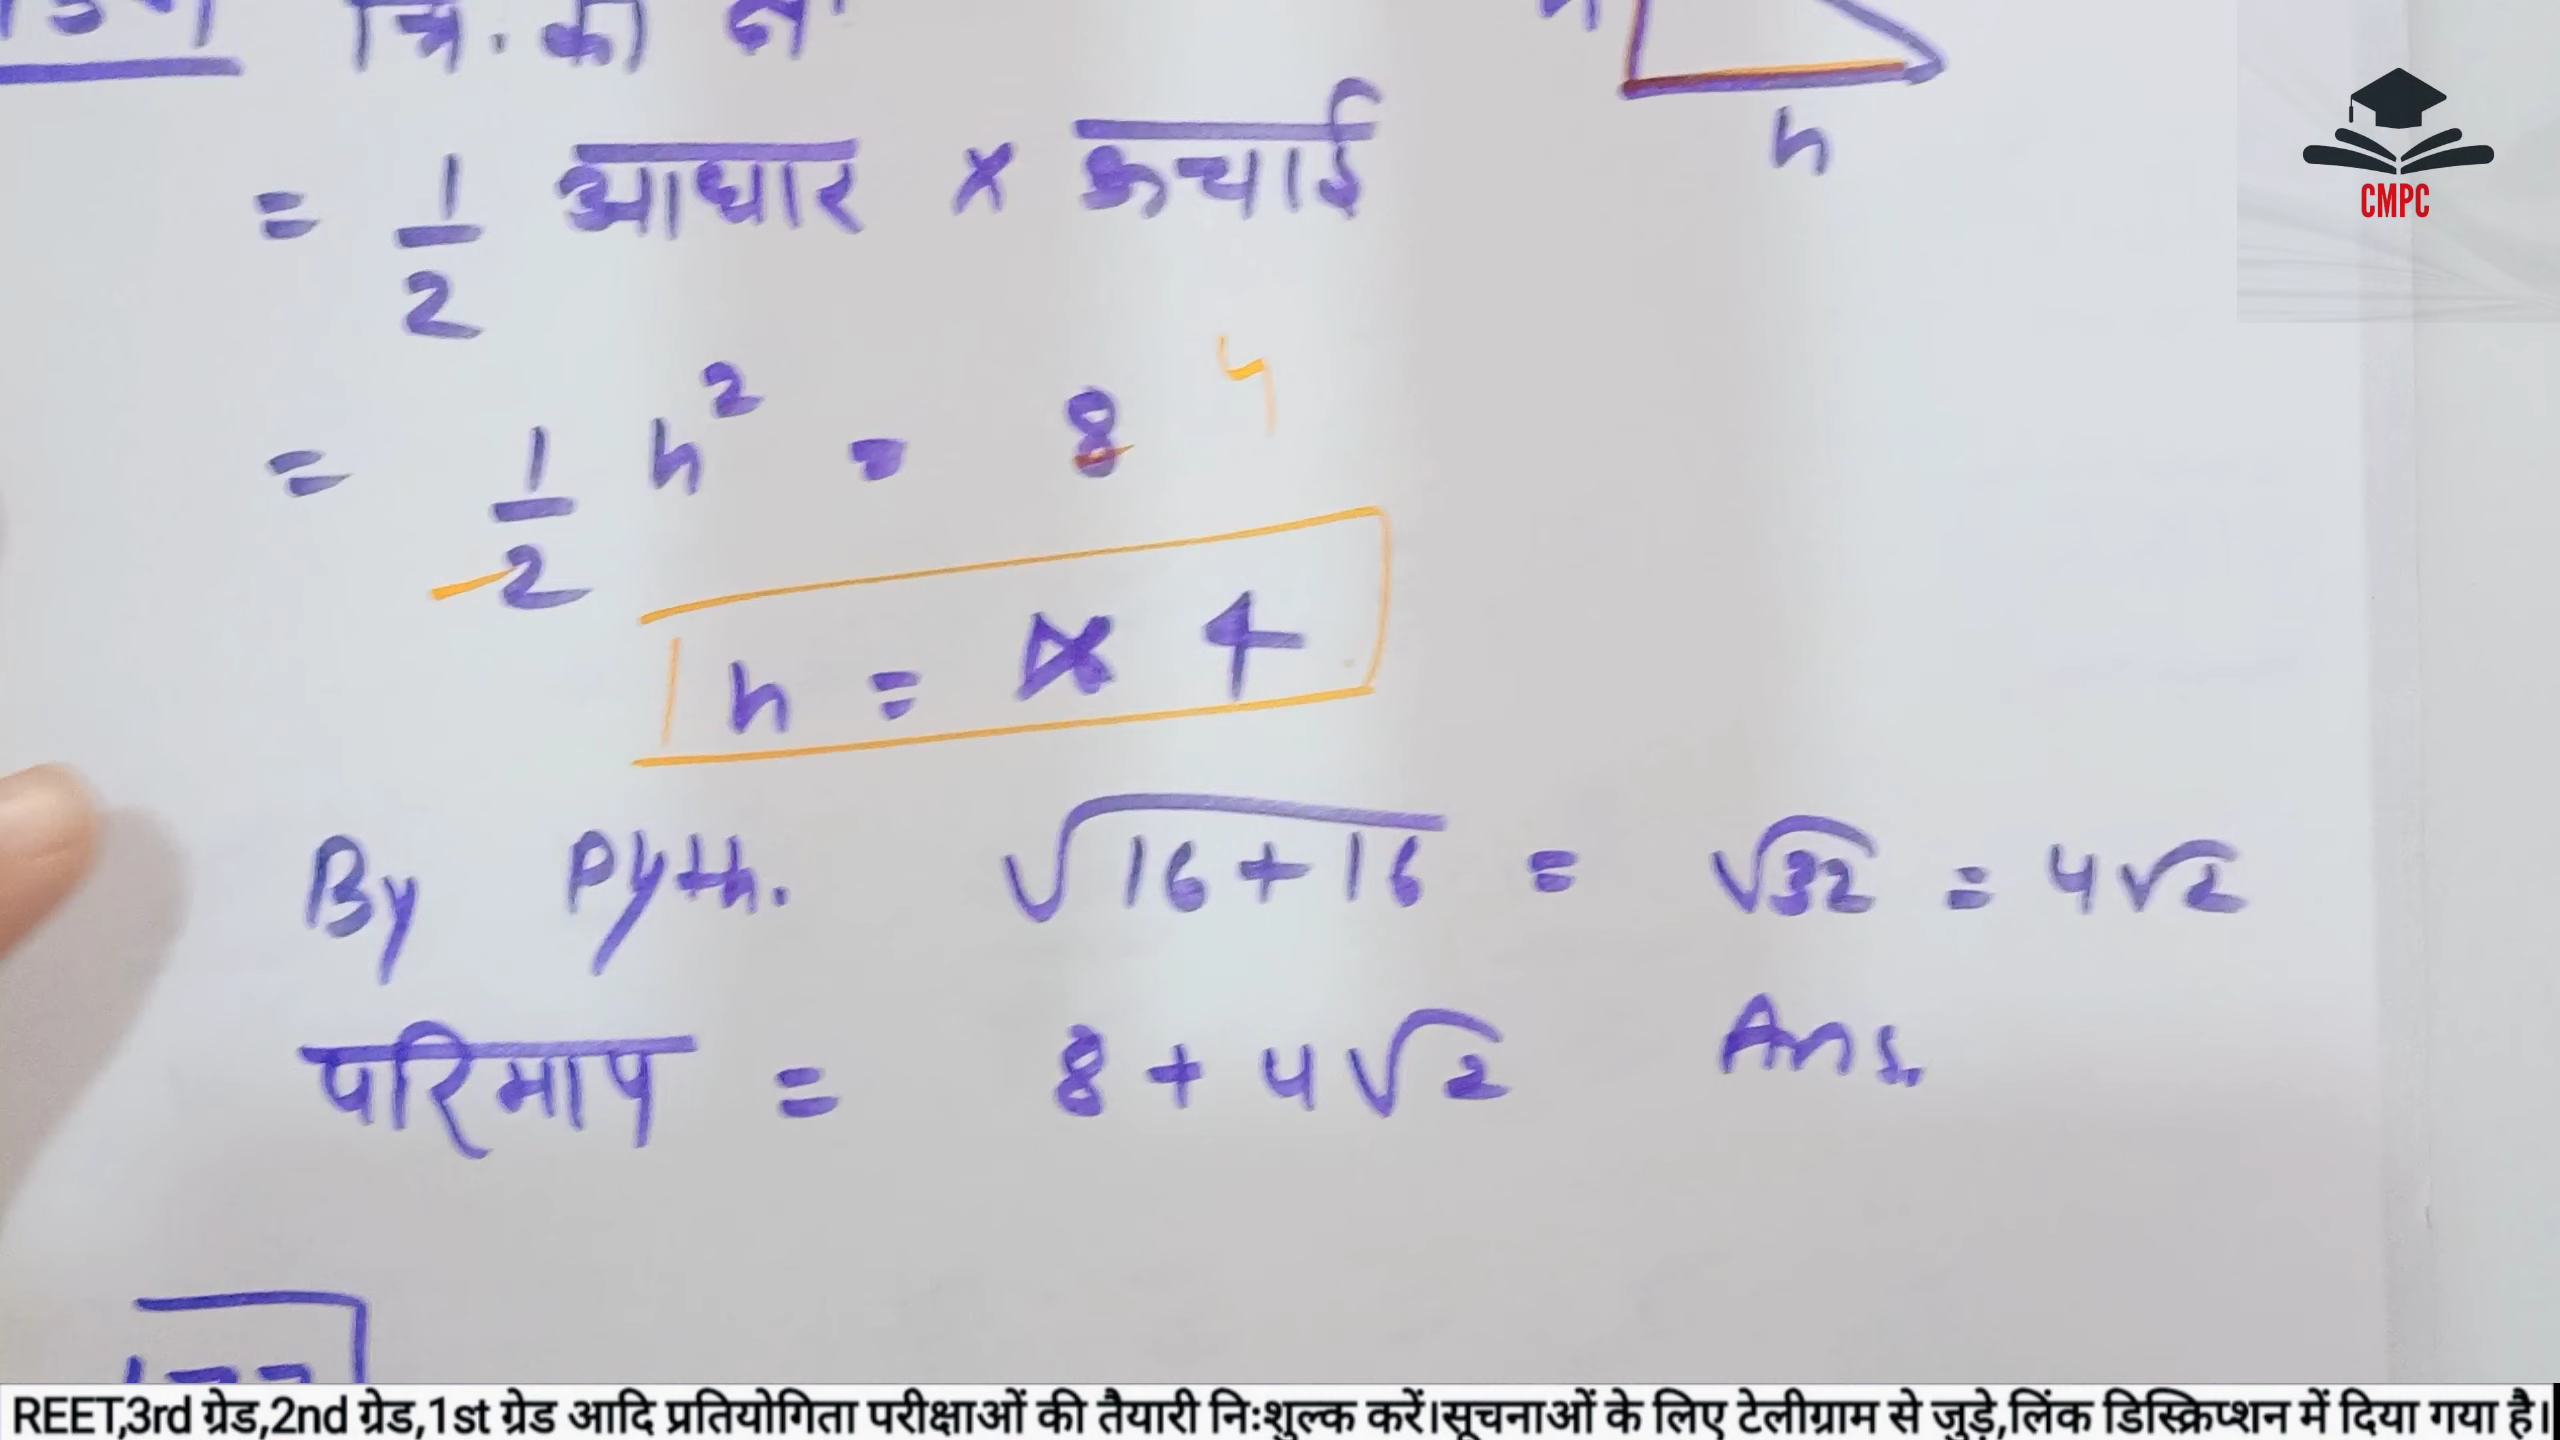 त्रि. का
h
CMPC
= 1/2 आधार × ऊचाई
= 1/2 h² = 8 4
h = 4
By Pyth. √16+16 = √32 = 4√2
परिमाप = 8 + 4√2 Ans.
REET,3rd ग्रेड,2nd ग्रेड,1st ग्रेड आदि प्रतियोगिता परीक्षाओं की तैयारी निःशुल्क करें।सूचनाओं के लिए टेलीग्राम से जुड़े,लिंक डिस्क्रिप्शन में दिया गया है।